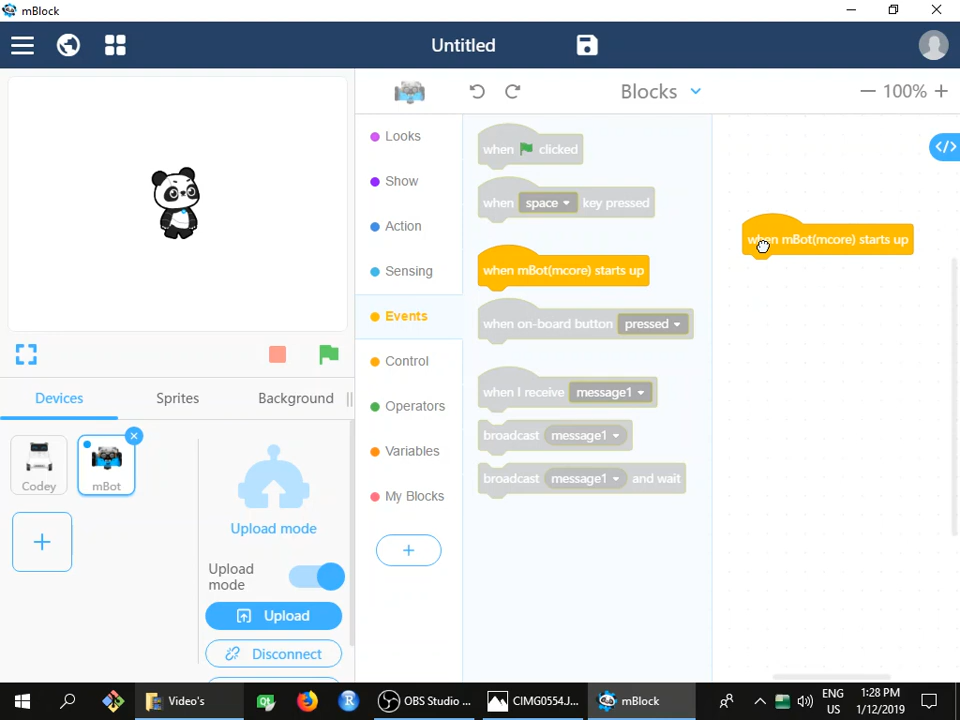 mBlock
Untitled
Blocks
100%
Looks
Show
Action
Sensing
Events
Control
Operators
Variables
My Blocks
+
when clicked
when space key pressed
when mBot(mcore) starts up
when on-board button pressed
when I receive message1
broadcast message1
broadcast message1 and wait
when mBot(mcore) starts up
</>
Devices
Sprites
Background
Codey
mBot
+
Upload mode
Upload
mode
Upload
Disconnect
Video's
Qt
R
OBS Studio ...
CIMG0554.J...
mBlock
ENG
US
1:28 PM
1/12/2019